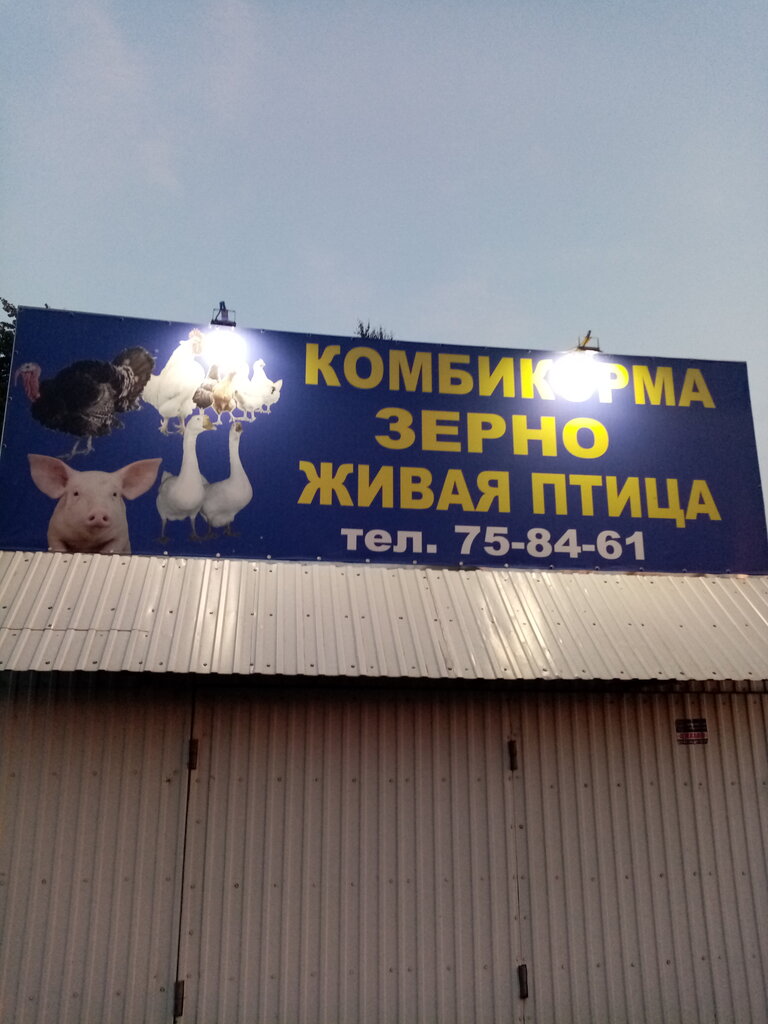 КОМБИКОРМА
ЗЕРНО
ЖИВАЯ ПТИЦА
тел. 75-84-61